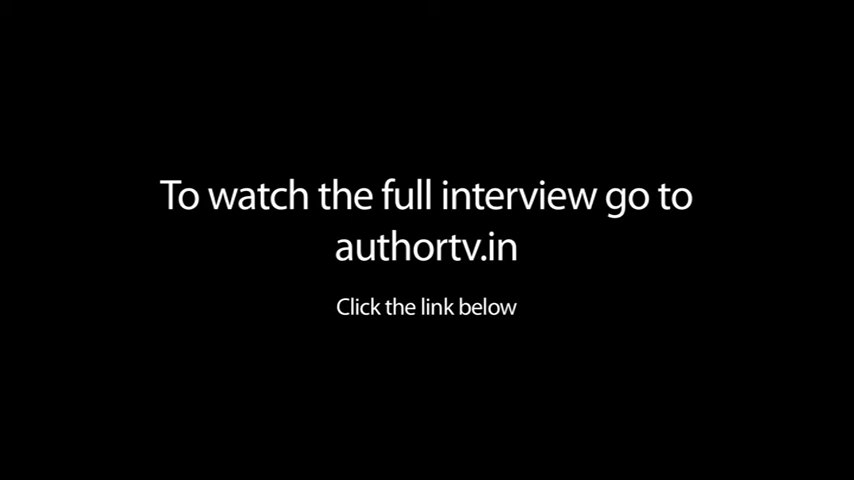 To watch the full interview go to
authortv.in
Click the link below